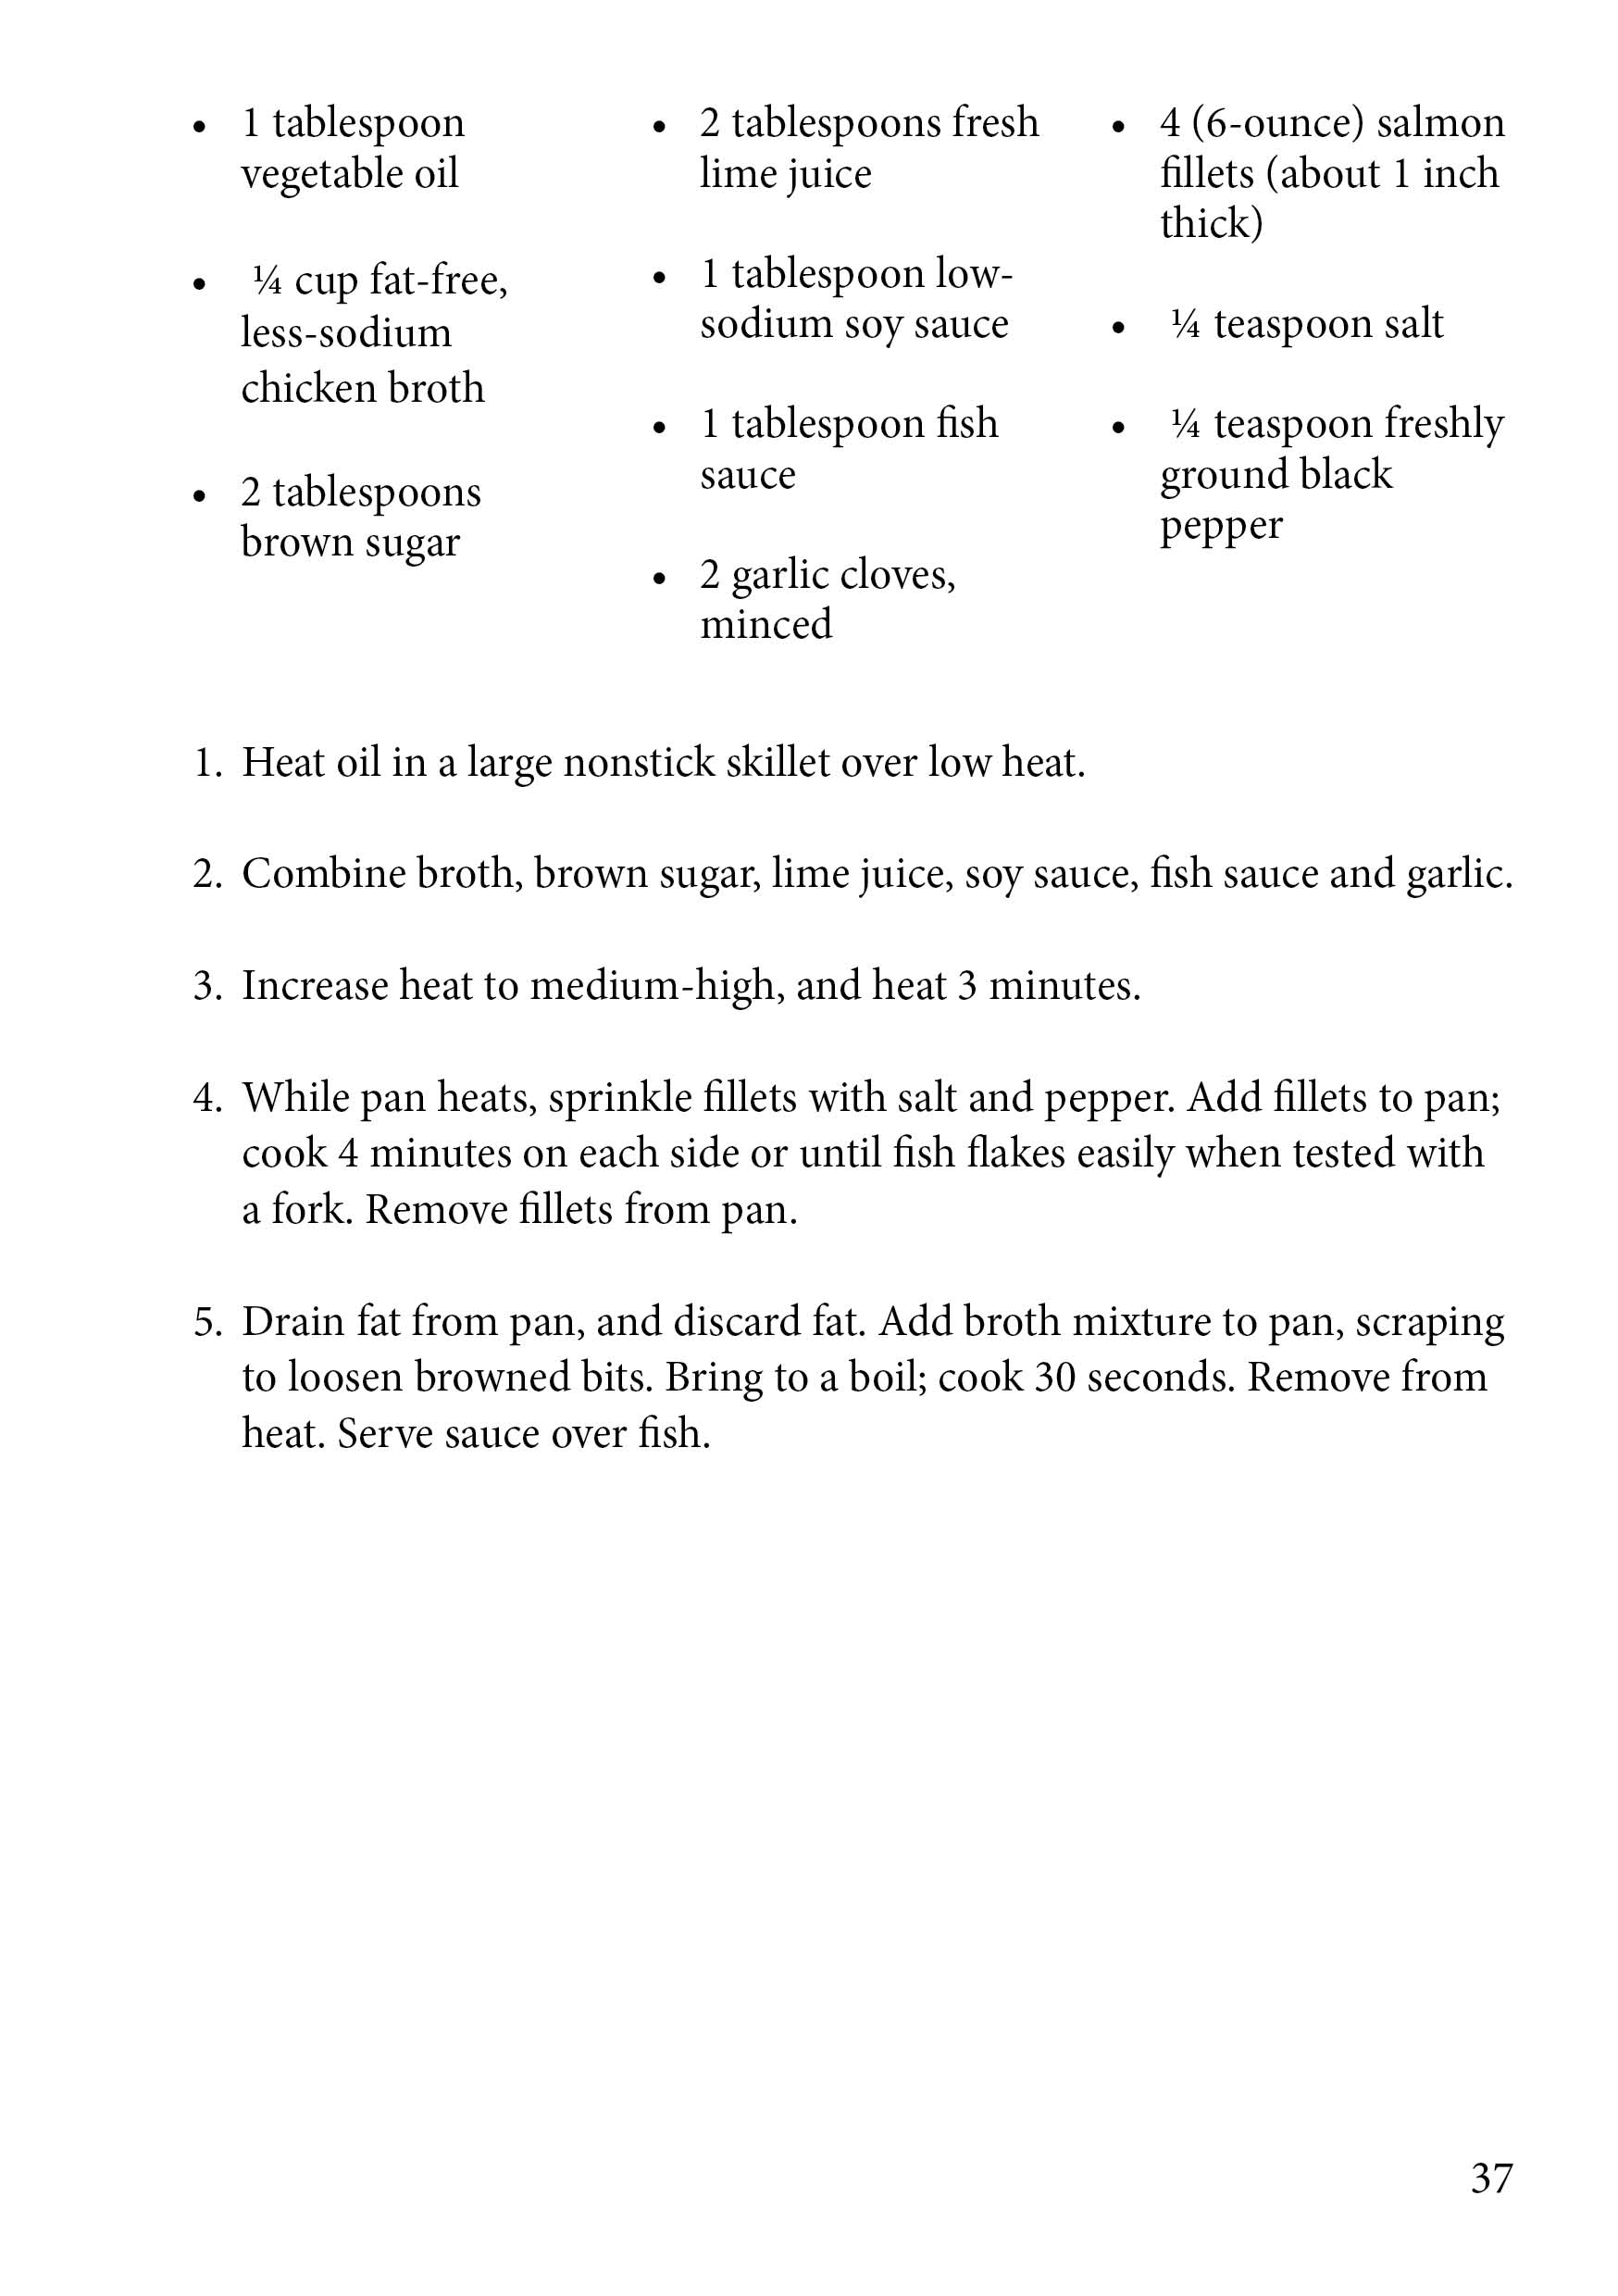 • 1 tablespoon
vegetable oil
• ¼ cup fat-free,
less-sodium
chicken broth
• 2 tablespoons
brown sugar
• 2 tablespoons fresh
lime juice
• 1 tablespoon low-
sodium soy sauce
• 1 tablespoon fish
sauce
• 2 garlic cloves,
minced
• 4 (6-ounce) salmon
fillets (about 1 inch
thick)
• ¼ teaspoon salt
• ¼ teaspoon freshly
ground black
pepper
1. Heat oil in a large nonstick skillet over low heat.
2. Combine broth, brown sugar, lime juice, soy sauce, fish sauce and garlic.
3. Increase heat to medium-high, and heat 3 minutes.
4. While pan heats, sprinkle fillets with salt and pepper. Add fillets to pan;
cook 4 minutes on each side or until fish flakes easily when tested with
a fork. Remove fillets from pan.
5. Drain fat from pan, and discard fat. Add broth mixture to pan, scraping
to loosen browned bits. Bring to a boil; cook 30 seconds. Remove from
heat. Serve sauce over fish.
37